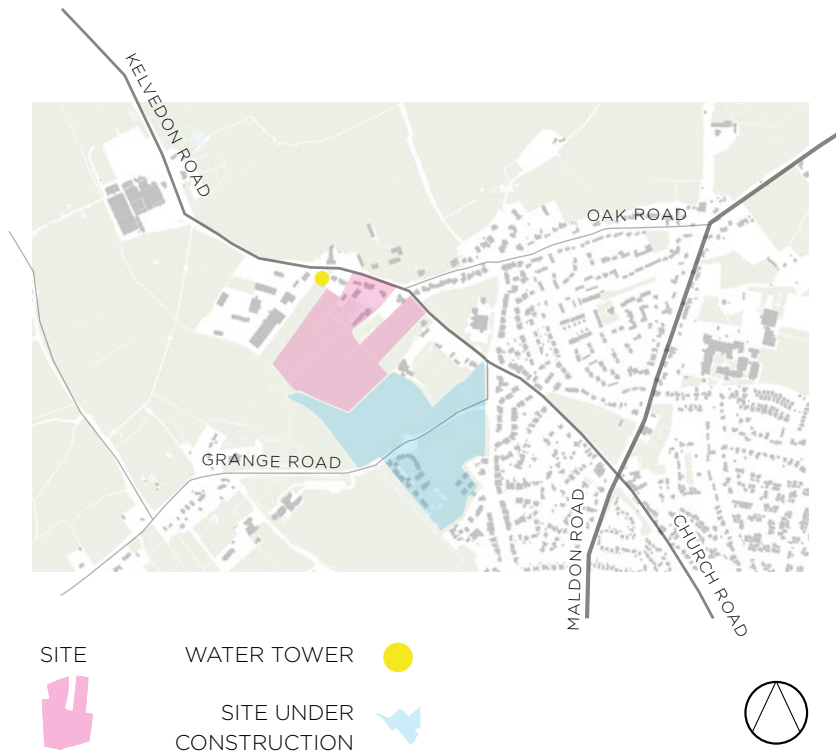 KELVEDON ROAD
OAK ROAD
GRANGE ROAD
MALDON ROAD
CHURCH ROAD
SITE
WATER TOWER
SITE UNDER
CONSTRUCTION